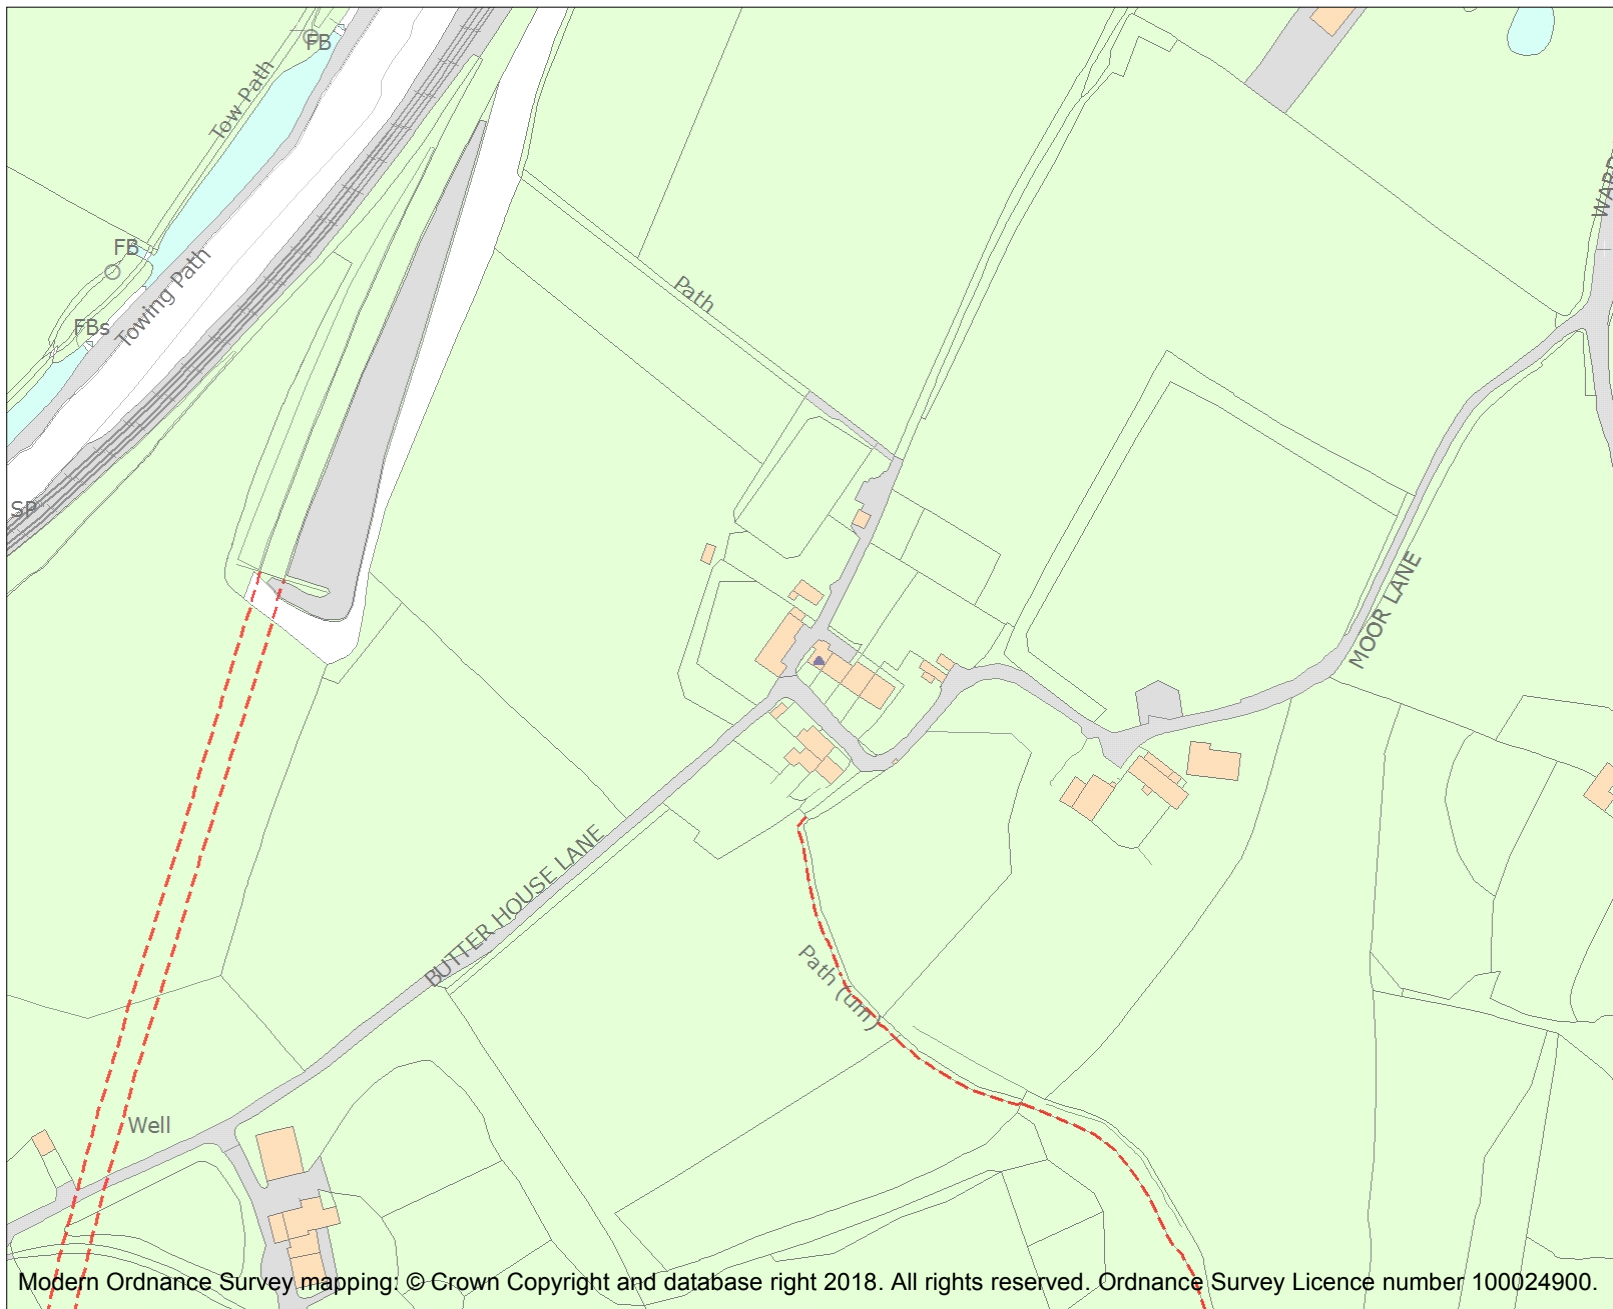 FB
Tow Path
WARD
FB
Towing Path
Path
FBs
SP
MOOR LANE
BUTTER HOUSE LANE
Path (um)
Well
Modern Ordnance Survey mapping: © Crown Copyright and database right 2018. All rights reserved. Ordnance Survey Licence number 100024900.